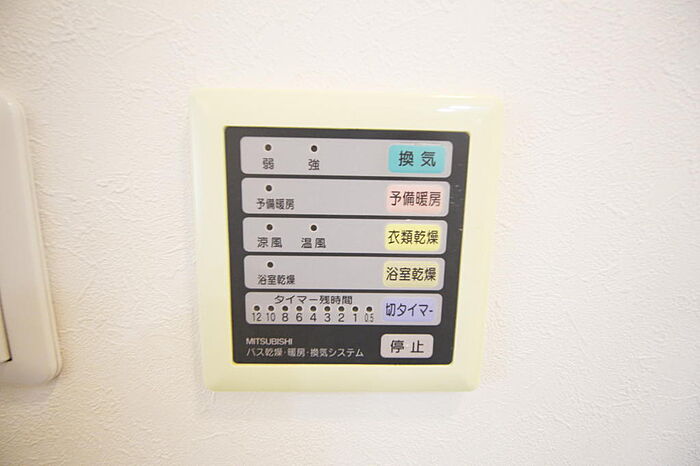 弱 強 換気
予備暖房 予備暖房
涼風 温風 衣類乾燥
浴室乾燥 浴室乾燥
タイマー残時間
12 10 8 6 4 3 2 1 0.5 切タイマー
MITSUBISHI
バス乾燥・暖房・換気システム 停止